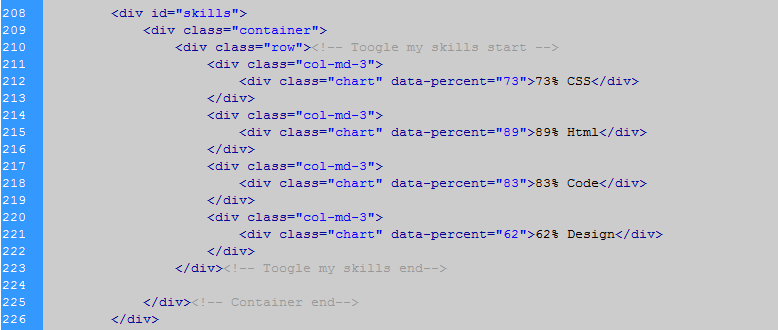 208 <div id="skills">
209 <div class="container">
210 <div class="row"><!-- Toogle my skills start -->
211 <div class="col-md-3">
212 <div class="chart" data-percent="73">73% CSS</div>
213 </div>
214 <div class="col-md-3">
215 <div class="chart" data-percent="89">89% Html</div>
216 </div>
217 <div class="col-md-3">
218 <div class="chart" data-percent="83">83% Code</div>
219 </div>
220 <div class="col-md-3">
221 <div class="chart" data-percent="62">62% Design</div>
222 </div>
223 </div><!-- Toogle my skills end-->
224
225 </div><!-- Container end-->
226 </div>